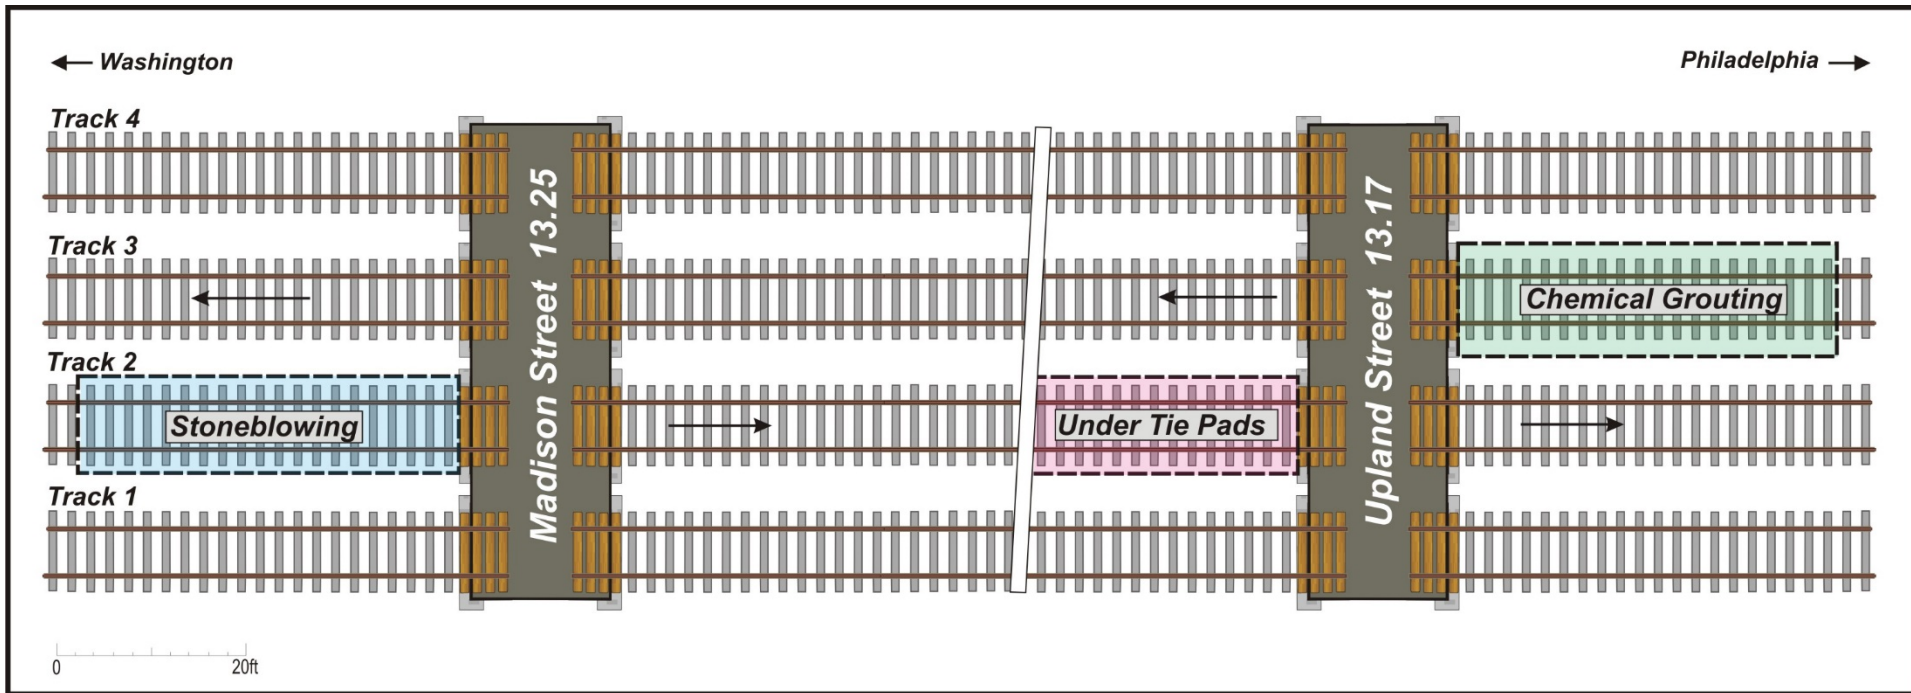 Washington
Philadelphia
Track 4
Track 3
Track 2
Track 1
Madison Street 13.25
Upland Street 13.17
Chemical Grouting
Stoneblowing
Under Tie Pads
0 20ft